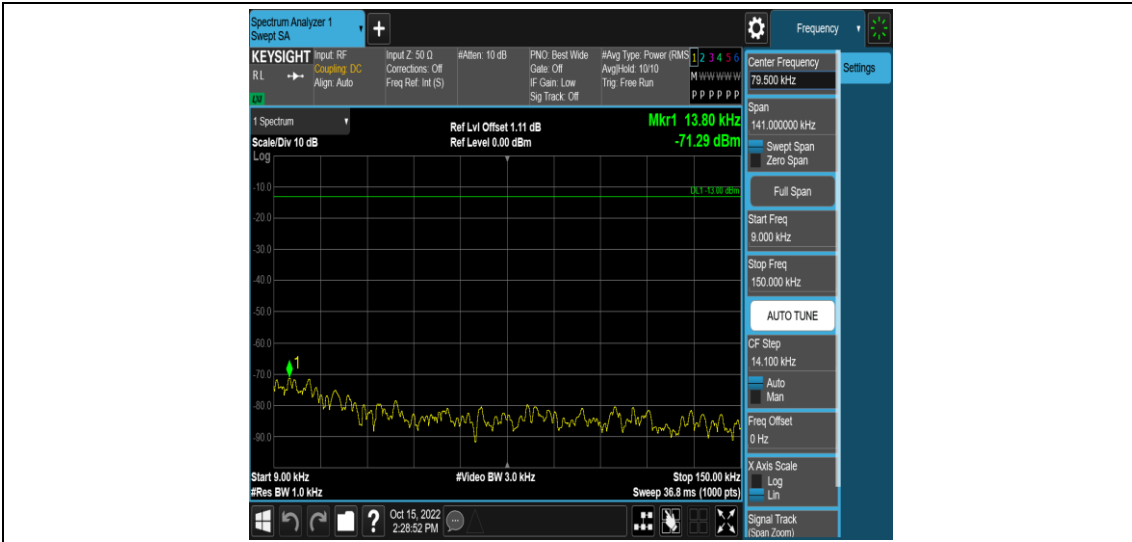 Spectrum Analyzer 1
Swept SA
+
Frequency
KEYSIGHT
RL
LNI
Input: RF
Coupling: DC
Align: Auto
Input Z: 50 Ω
Corrections: Off
Freq Ref: Int (S)
#Atten: 10 dB
PNO: Best Wide
Gate: Off
IF Gain: Low
Sig Track: Off
#Avg Type: Power (RMS
Avg|Hold: 10/10
Trig: Free Run
1 2 3 4 5 6
M W W W W W
P P P P P P
Center Frequency
79.500 kHz
Settings
1 Spectrum
Scale/Div 10 dB
Log
Ref Lvl Offset 1.11 dB
Ref Level 0.00 dBm
Mkr1 13.80 kHz
-71.29 dBm
-10.0
DL1 -13.00 dBm
-20.0
-30.0
-40.0
-50.0
-60.0
1
-70.0
-80.0
-90.0
Start 9.00 kHz
#Res BW 1.0 kHz
#Video BW 3.0 kHz
Stop 150.00 kHz
Sweep 36.8 ms (1000 pts)
Span
141.000000 kHz
Swept Span
Zero Span
Full Span
Start Freq
9.000 kHz
Stop Freq
150.000 kHz
AUTO TUNE
CF Step
14.100 kHz
Auto
Man
Freq Offset
0 Hz
X Axis Scale
Log
Lin
Signal Track
(Span Zoom)
?
Oct 15, 2022
2:28:52 PM